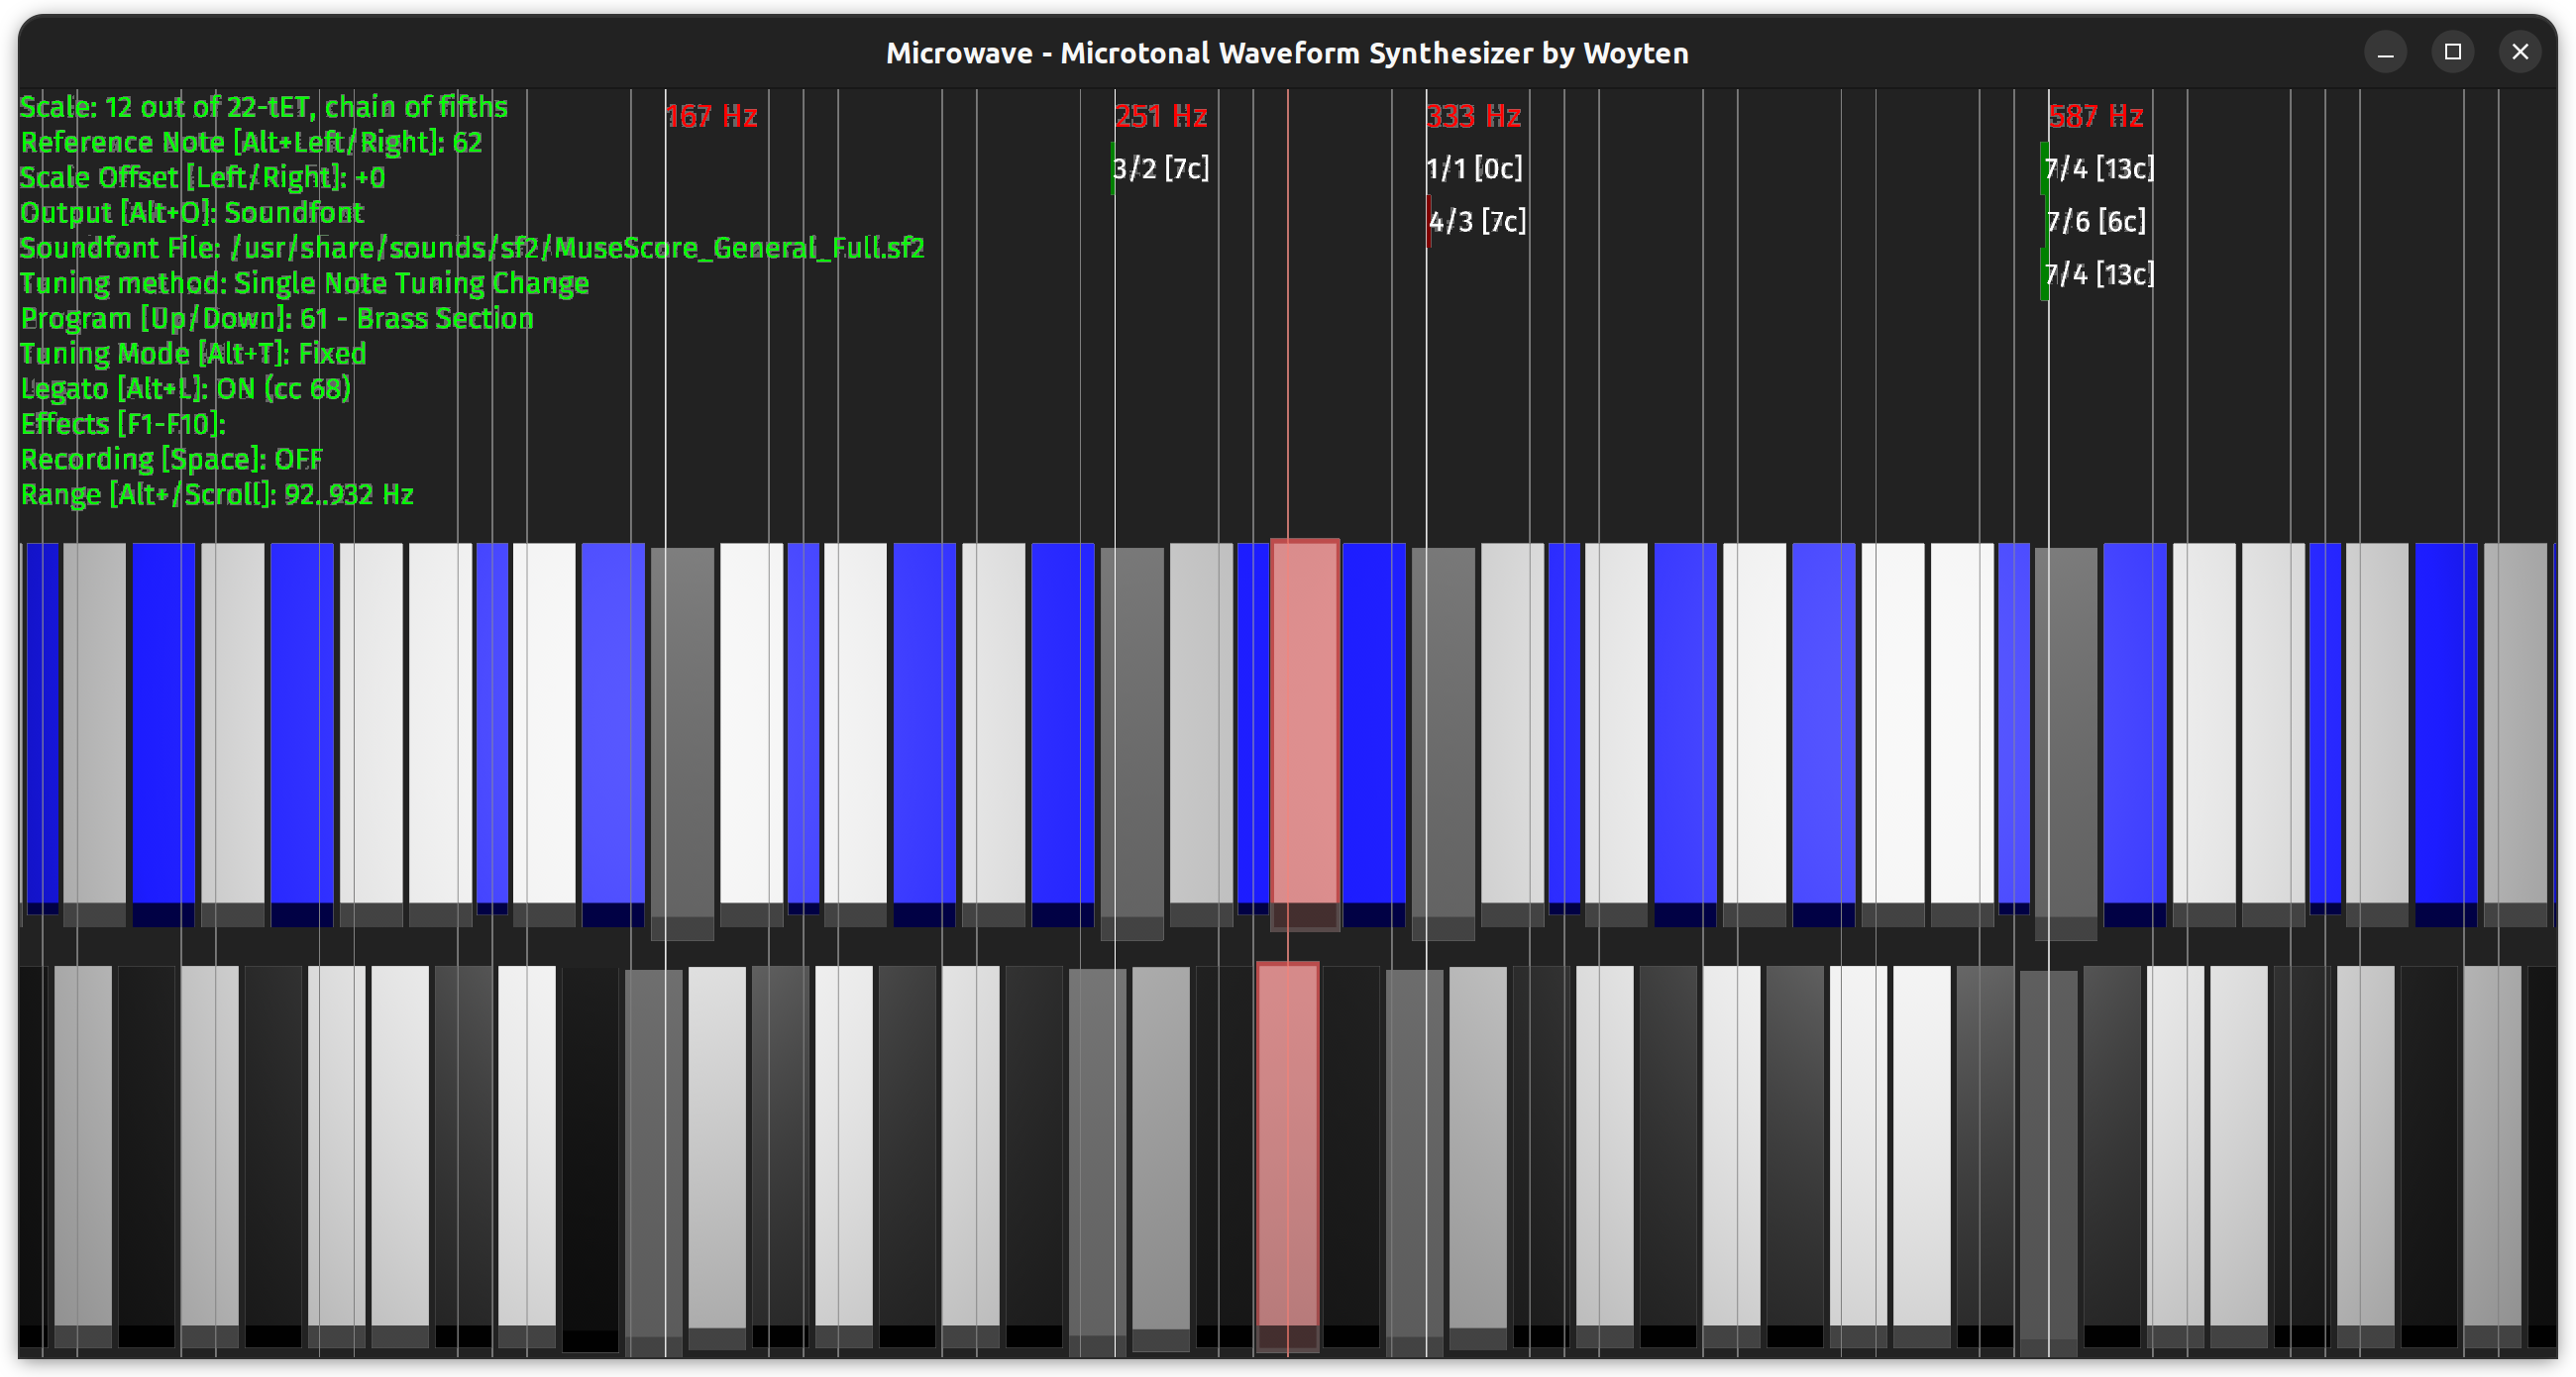 Microwave - Microtonal Waveform Synthesizer by Woyten
Scale: 12 out of 22-tET, chain of fifths
Reference Note [Alt+Left/Right]: 62
Scale Offset [Left/Right]: +0
Output [Alt+O]: Soundfont
Soundfont File: /usr/share/sounds/sf2/MuseScore_General_Full.sf2
Tuning method: Single Note Tuning Change
Program [Up/Down]: 61 - Brass Section
Tuning Mode [Alt+T]: Fixed
Legato [Alt+L]: ON (cc 68)
Effects [F1-F10]:
Recording [Space]: OFF
Range [Alt+/Scroll]: 92..932 Hz
167 Hz
251 Hz
3/2 [7c]
333 Hz
1/1 [0c]
4/3 [7c]
587 Hz
7/4 [13c]
7/6 [6c]
7/4 [13c]